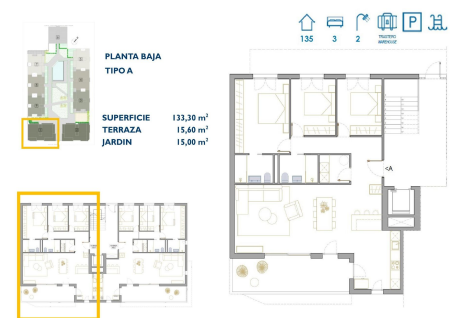 135 3 2 TRASTERO
WAREHOUSE P
PLANTA BAJA
TIPO A
SUPERFICIE 133,30 m²
TERRAZA 15,60 m²
JARDIN 15,00 m²
<A